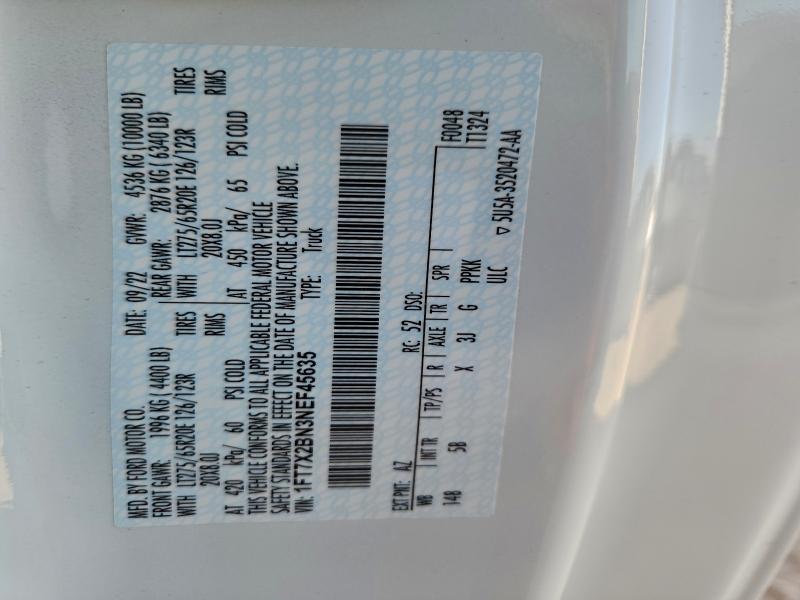 MFD. BY FORD MOTOR CO.
DATE: 09/22 GVWR: 4536 KG (10000 LB)
FRONT GAWR: 1996 KG (4400 LB)
REAR GAWR: 2876 KG (6340 LB)
WITH LT275/65R20E 126/123R TIRES
WITH LT275/65R20E 126/123R TIRES
20X8.0J RIMS
20X8.0J RIMS
AT 420 kPa/ 60 PSI COLD
AT 450 kPa/ 65 PSI COLD
THIS VEHICLE CONFORMS TO ALL APPLICABLE FEDERAL MOTOR VEHICLE
SAFETY STANDARDS IN EFFECT ON THE DATE OF MANUFACTURE SHOWN ABOVE.
VIN: 1FT7X2BN3NEF45635 TYPE: Truck
EXT PNT: AZ RC: 52 DSO: F0048
WB INT TR TP/PS R AXLE TR SPR T1324
148 5B X 3J G PPKK
ULC ▽ 5U5A-3520472-AA